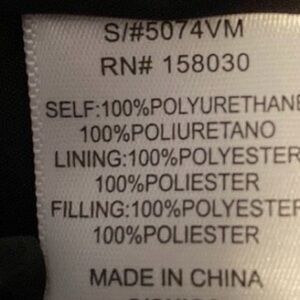 S/#5074VM
RN# 158030
SELF:100%POLYURETHANE
100%POLIURETANO
LINING:100%POLYESTER
100%POLIESTER
FILLING:100%POLYESTER
100%POLIESTER
MADE IN CHINA